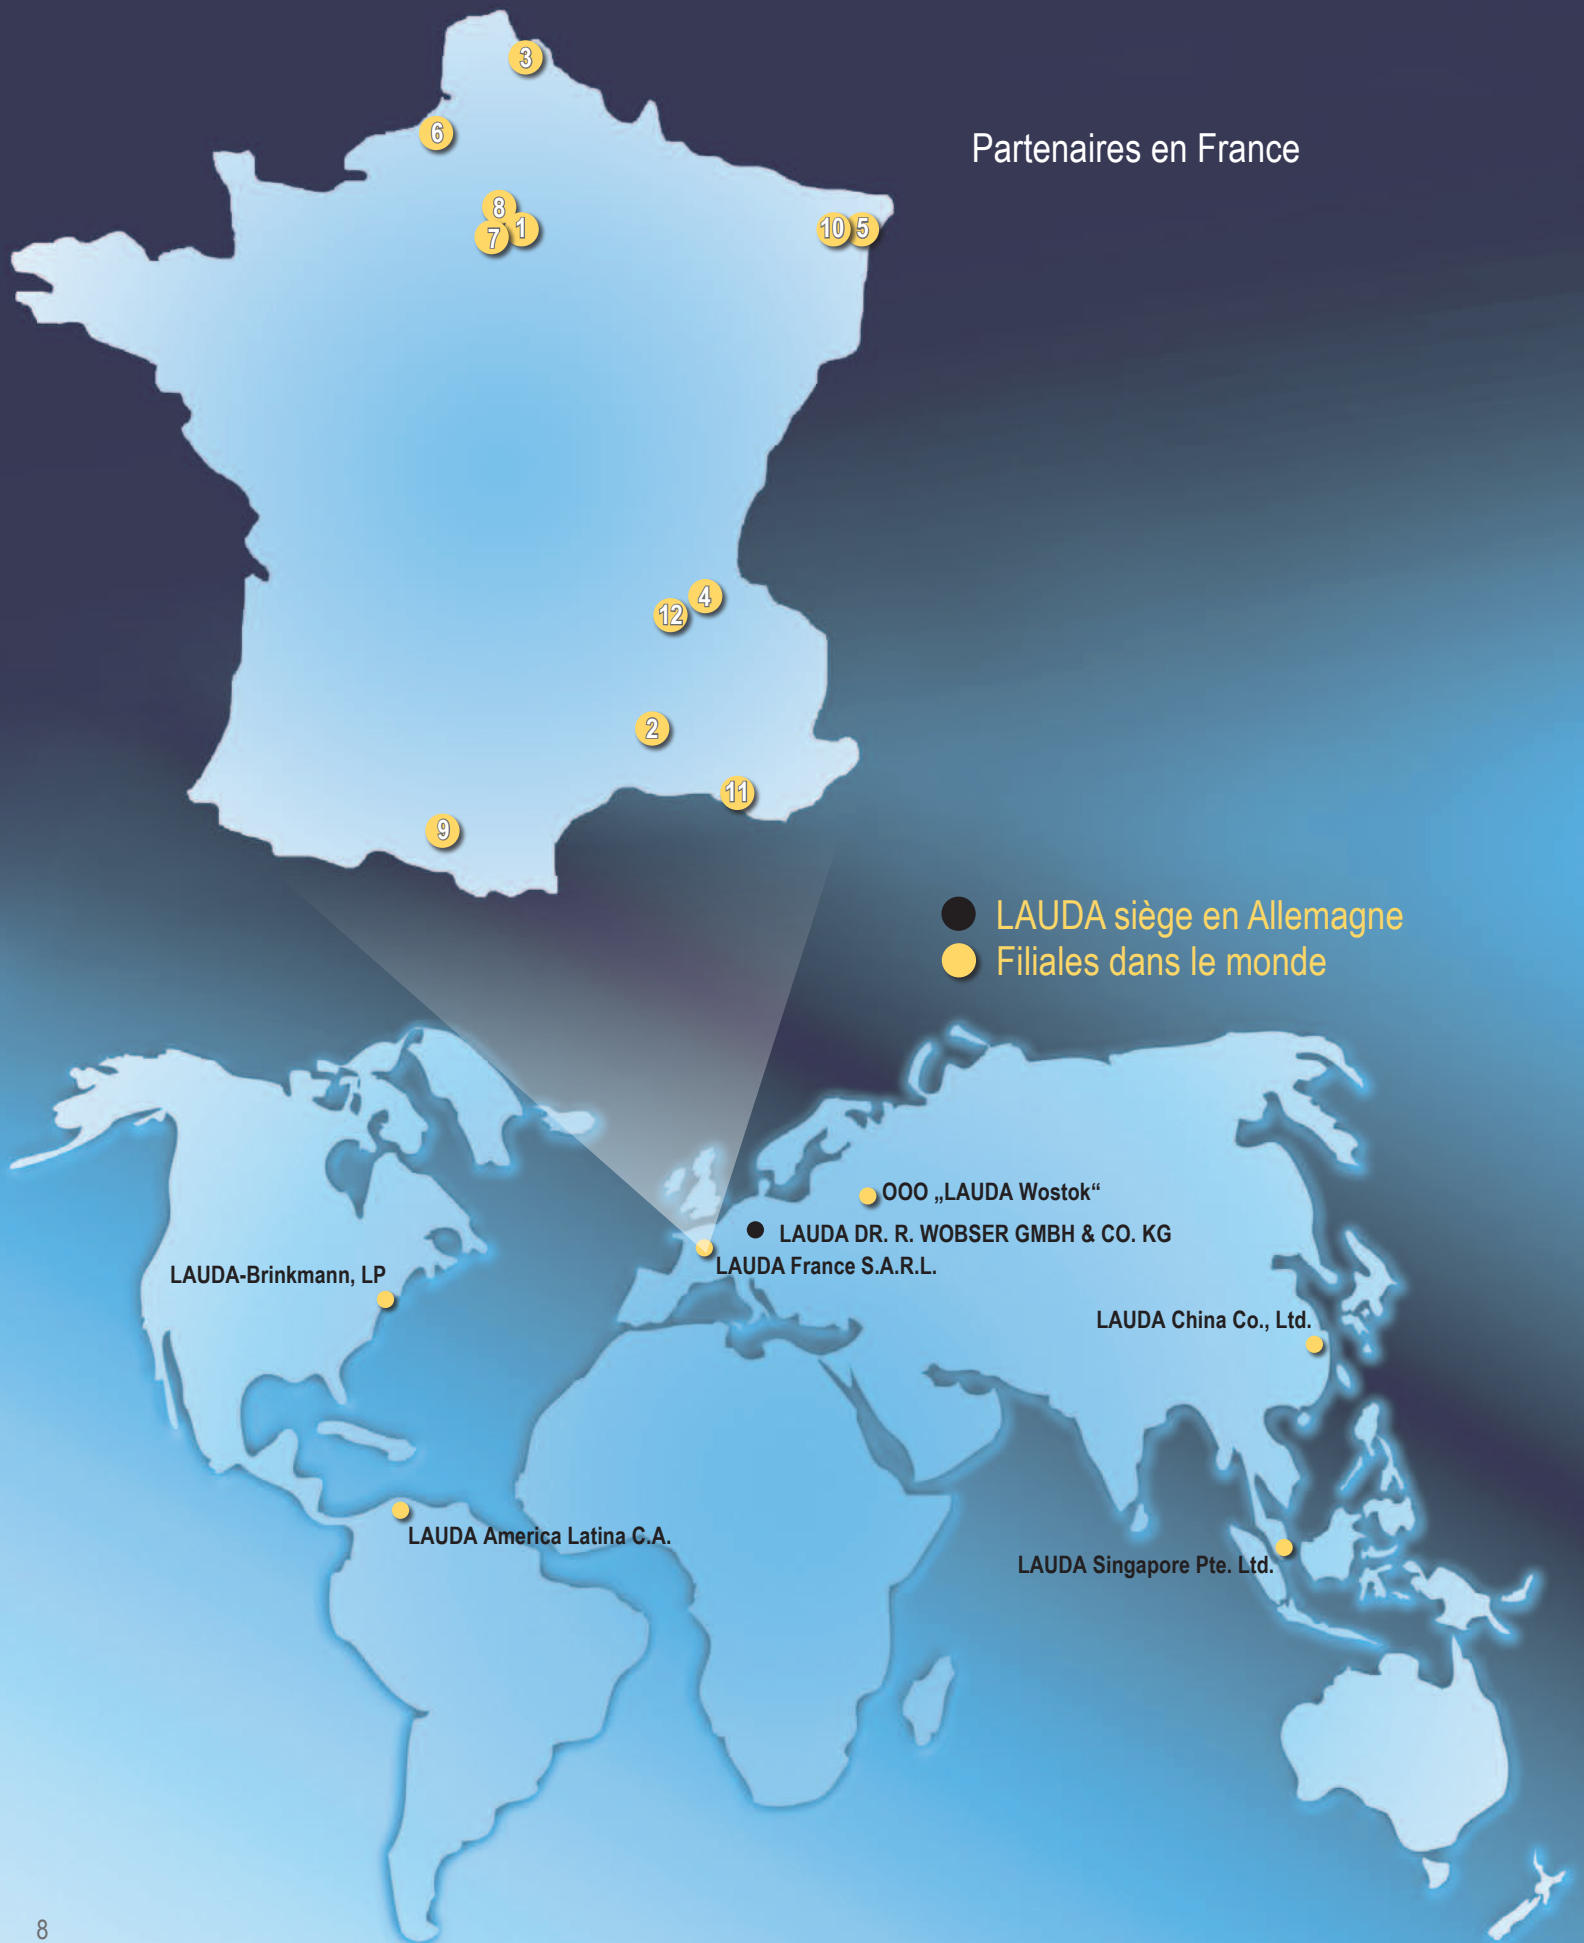 3
6
Partenaires en France
8
1
7
10
5
4
12
2
11
9
LAUDA siège en Allemagne
Filiales dans le monde
OOO „LAUDA Wostok“
LAUDA DR. R. WOBSER GMBH & CO. KG
LAUDA France S.A.R.L.
LAUDA-Brinkmann, LP
LAUDA China Co., Ltd.
LAUDA America Latina C.A.
LAUDA Singapore Pte. Ltd.
8